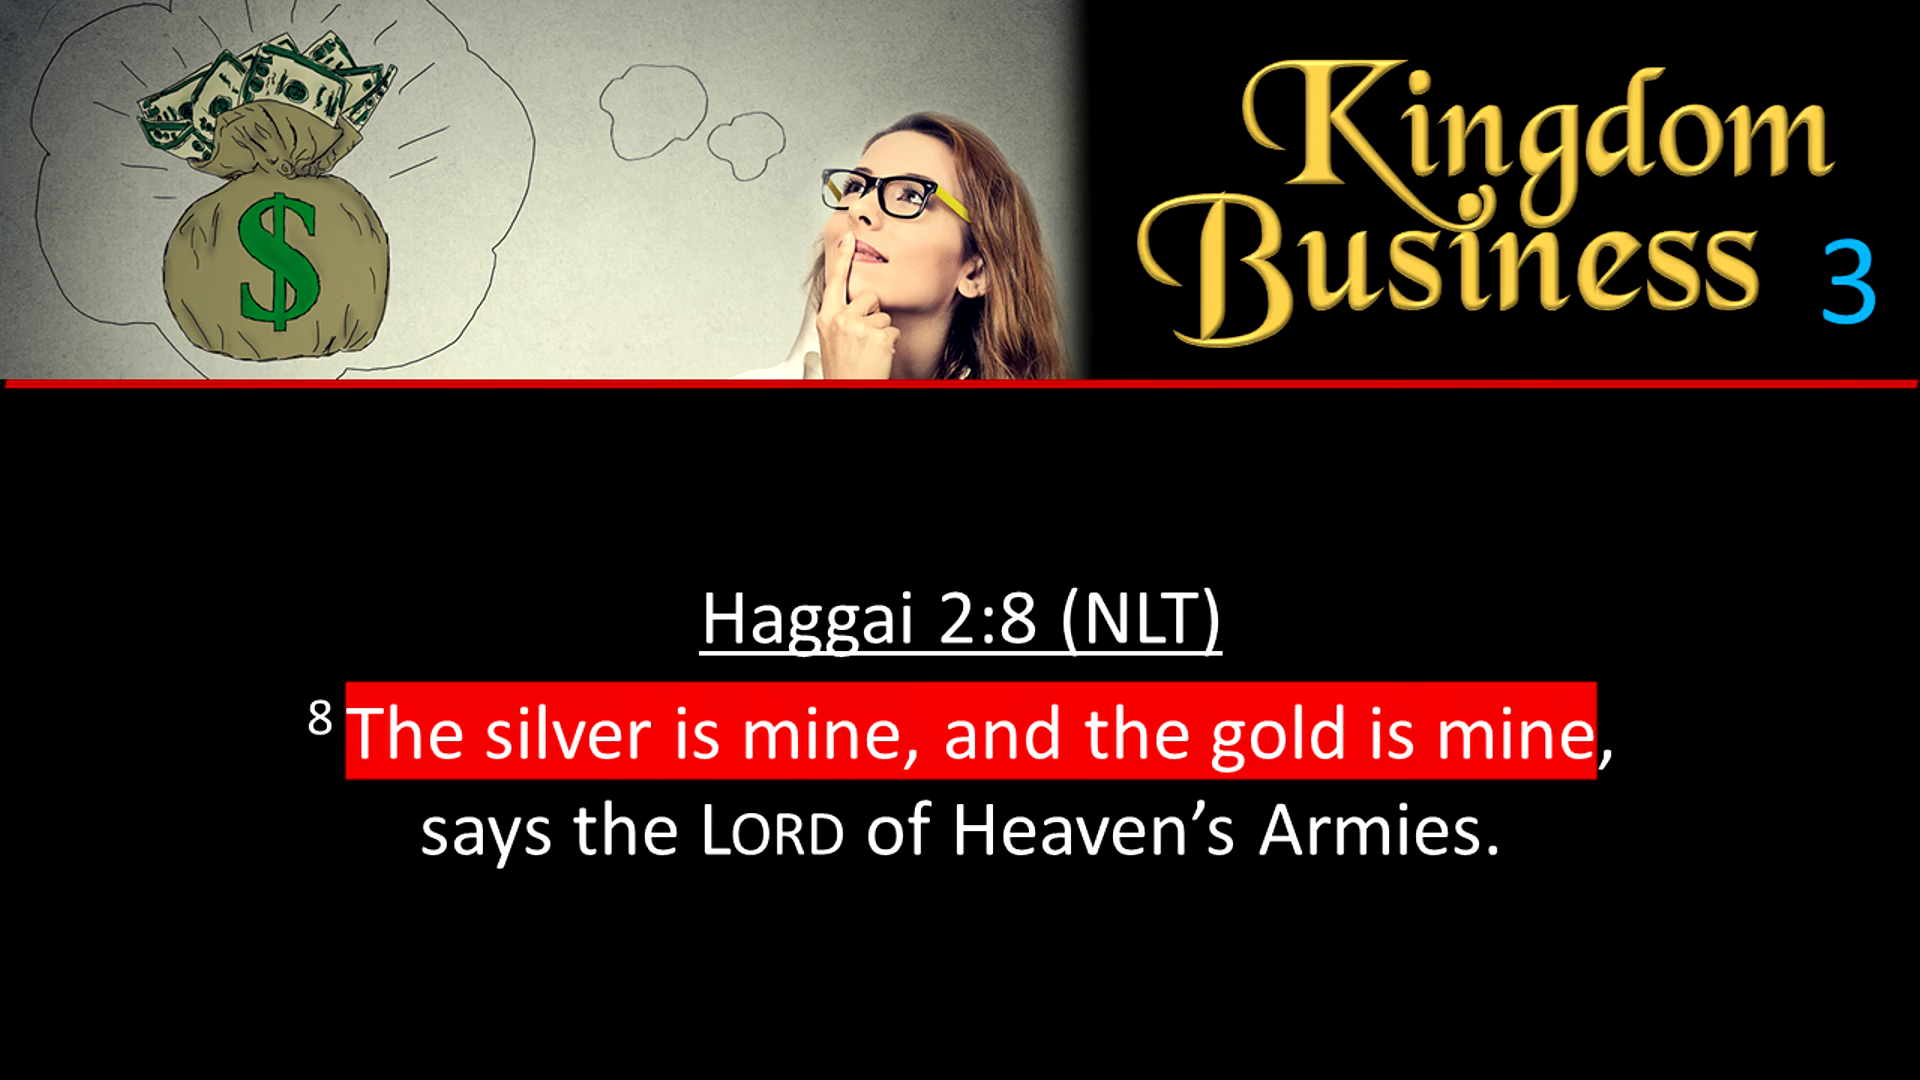 $
Kingdom
Business 3
Haggai 2:8 (NLT)
8 The silver is mine, and the gold is mine,
says the LORD of Heaven’s Armies.